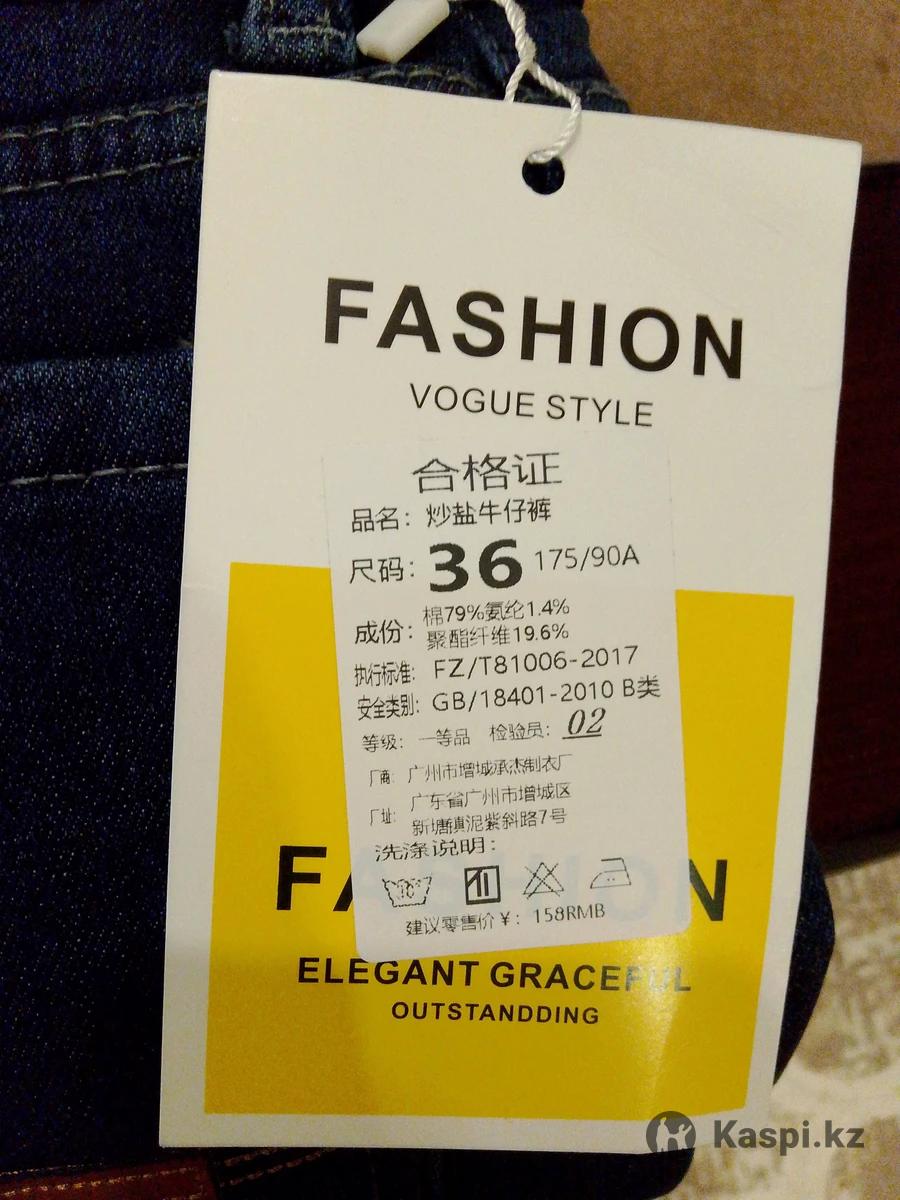 FASHION
VOGUE STYLE
合格证
品名: 炒盐牛仔裤
尺码: 36 175/90A
成份: 棉79%氨纶1.4%
聚酯纤维19.6%
执行标准: FZ/T81006-2017
安全类别: GB/18401-2010 B类
等级: 一等品 检验员: 02
厂商: 广州市增城承杰制衣厂
厂址: 广东省广州市增城区
新塘镇泥紫斜路7号
洗涤说明:
建议零售价¥: 158RMB
ELEGANT GRACEFUL
OUTSTANDDING
Kaspi.kz